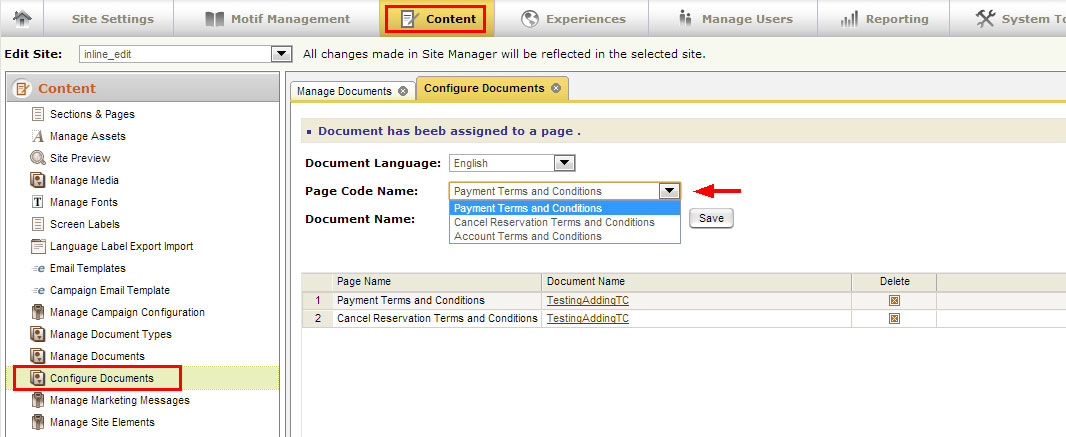 Site Settings Motif Management Content Experiences Manage Users Reporting System To
Edit Site: inline_edit All changes made in Site Manager will be reflected in the selected site.
Content
Sections & Pages
Manage Assets
Site Preview
Manage Media
Manage Fonts
Screen Labels
Language Label Export Import
Email Templates
Campaign Email Template
Manage Campaign Configuration
Manage Document Types
Manage Documents
Configure Documents
Manage Marketing Messages
Manage Site Elements
Manage Documents Configure Documents
Document has beeb assigned to a page .
Document Language: English
Page Code Name: Payment Terms and Conditions
Payment Terms and Conditions
Cancel Reservation Terms and Conditions
Account Terms and Conditions
Document Name: Save
Page Name Document Name Delete
1 Payment Terms and Conditions TestingAddingTC
2 Cancel Reservation Terms and Conditions TestingAddingTC